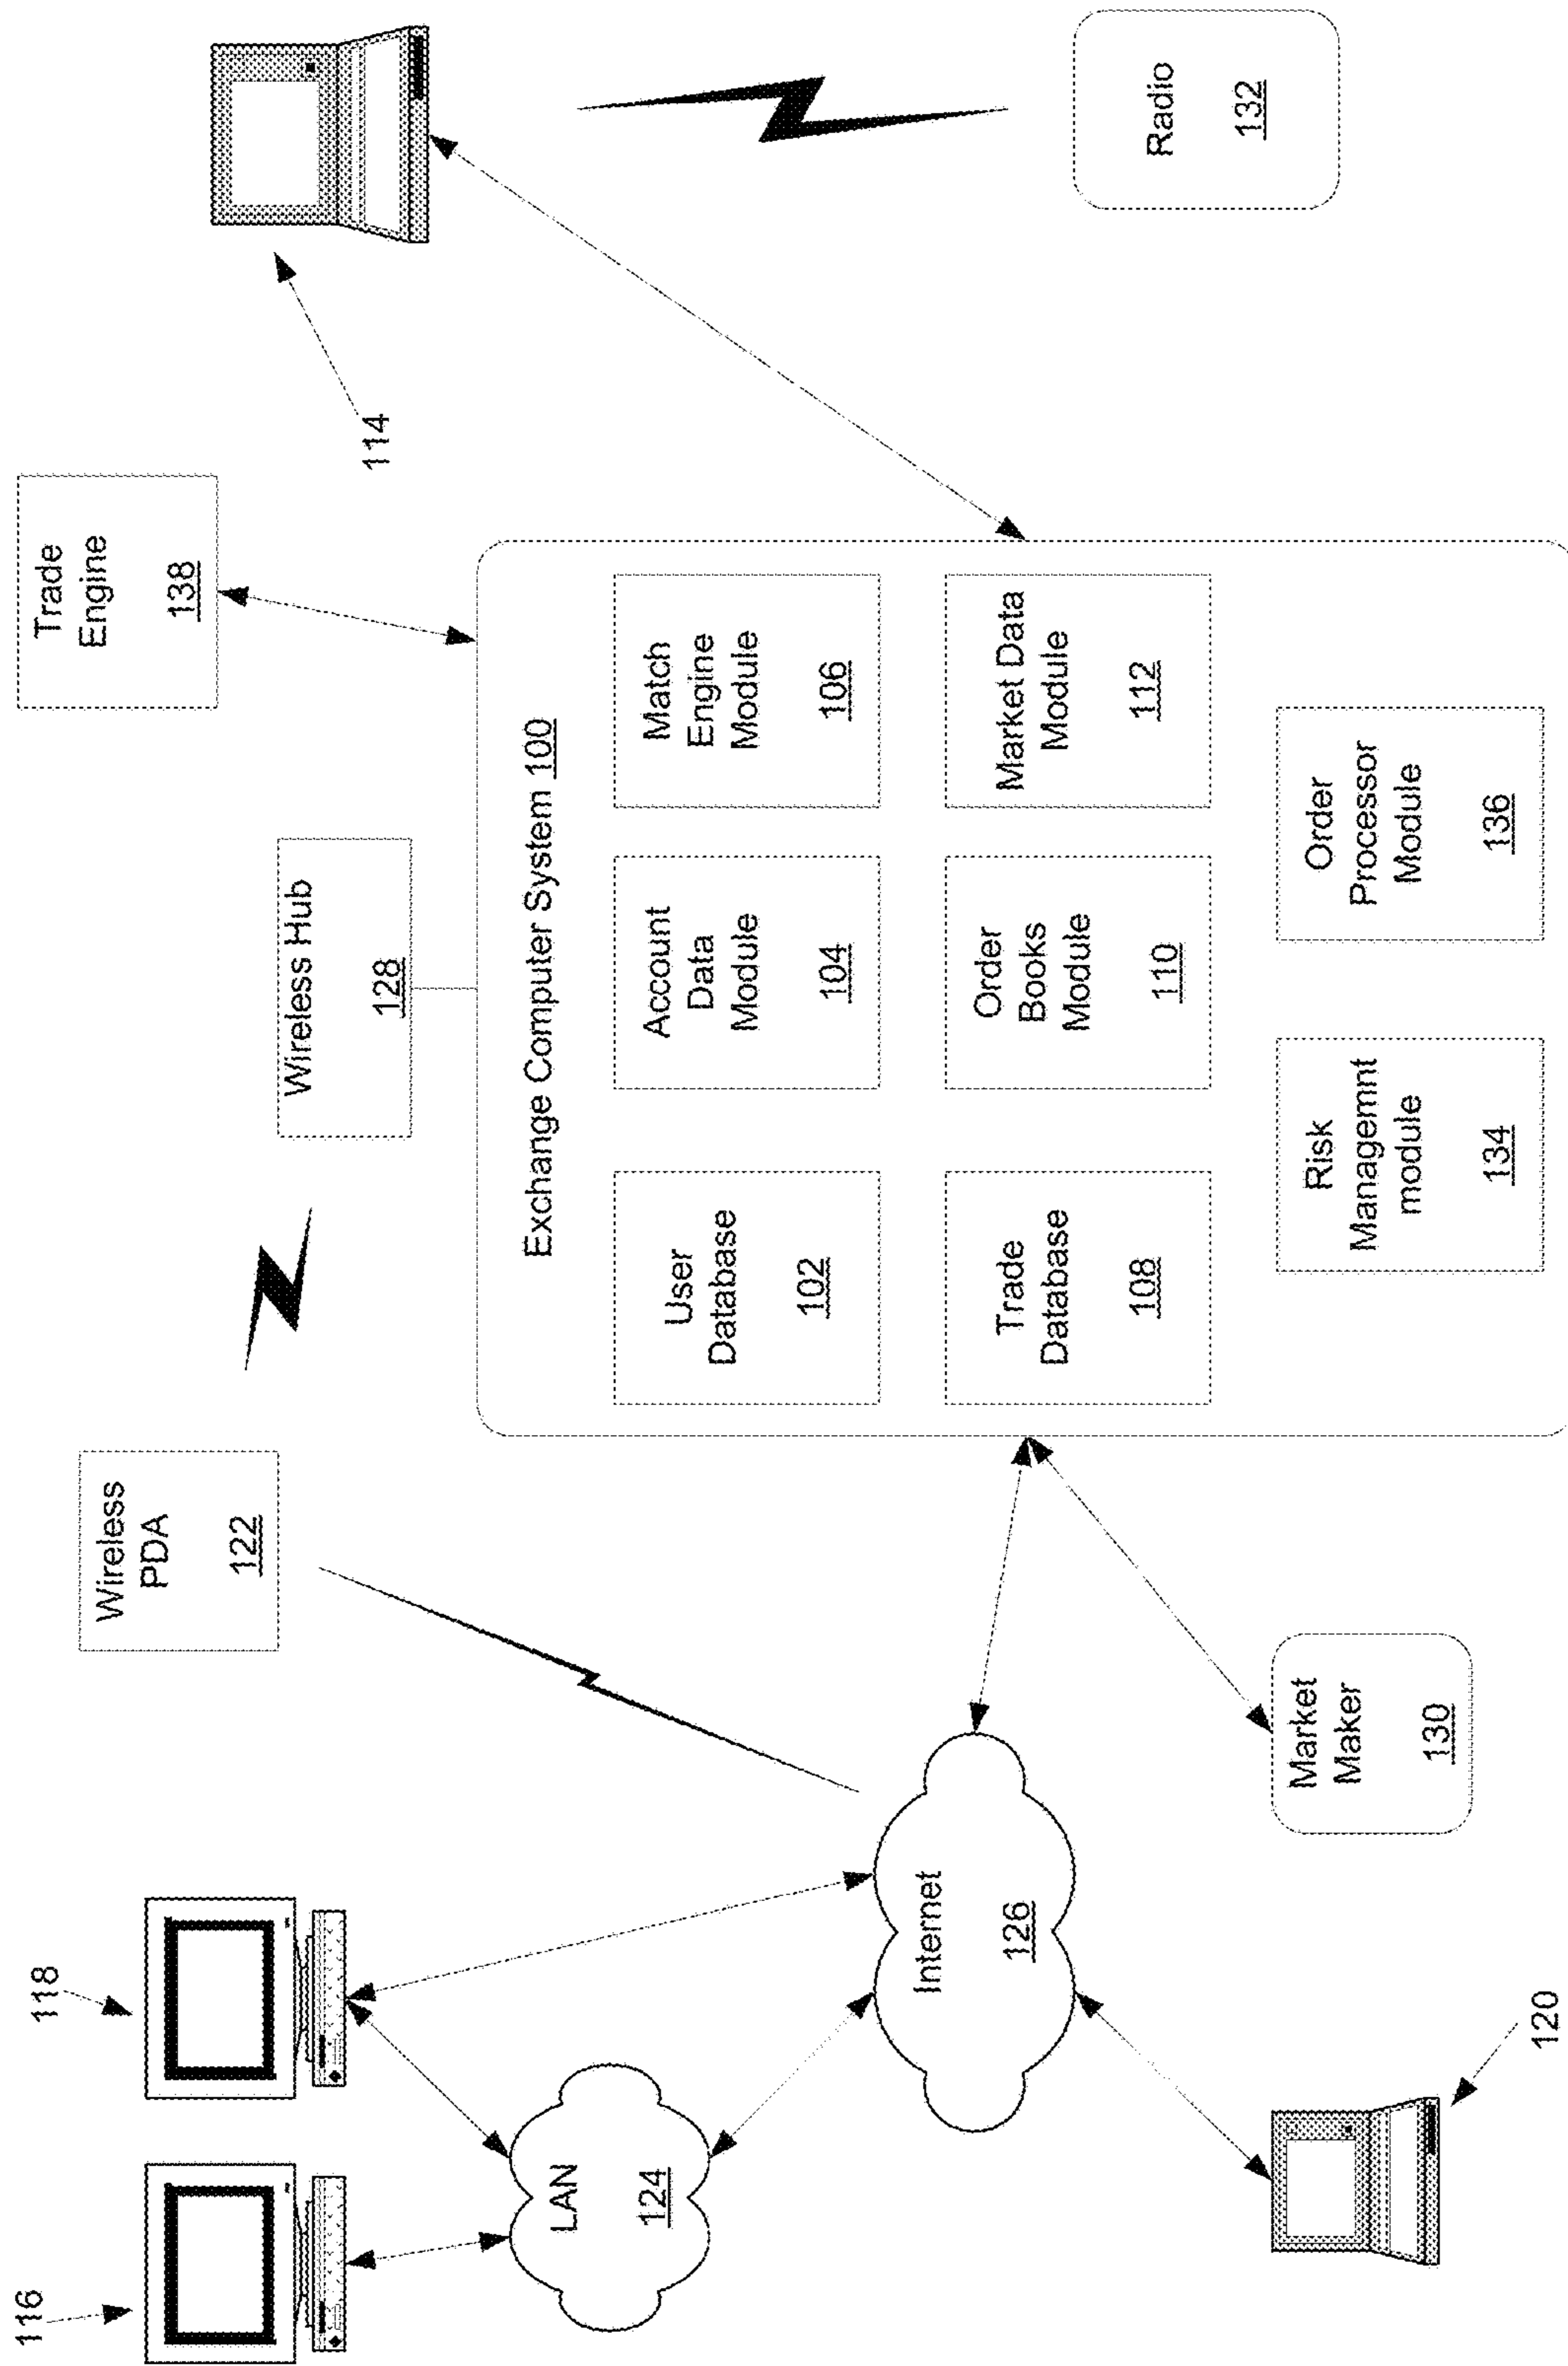 116
118
Wireless
PDA
122
Wireless Hub
128
Trade
Engine
138
114
LAN
124
Internet
126
Exchange Computer System 100
User
Database
102
Account
Data
Module
104
Match
Engine
Module
106
Trade
Database
108
Order
Books
Module
110
Market Data
Module
112
Risk
Managemnt
module
134
Order
Processor
Module
136
120
Market
Maker
130
Radio
132